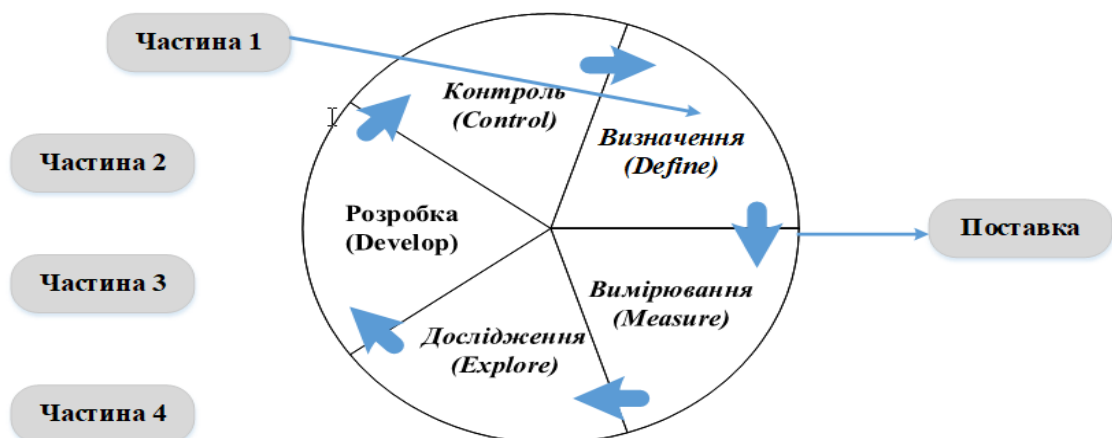 Частина 1
Контроль
(Control)
Визначення
(Define)
Частина 2
Розробка
(Develop)
Поставка
Частина 3
Вимірювання
(Measure)
Дослідження
(Explore)
Частина 4